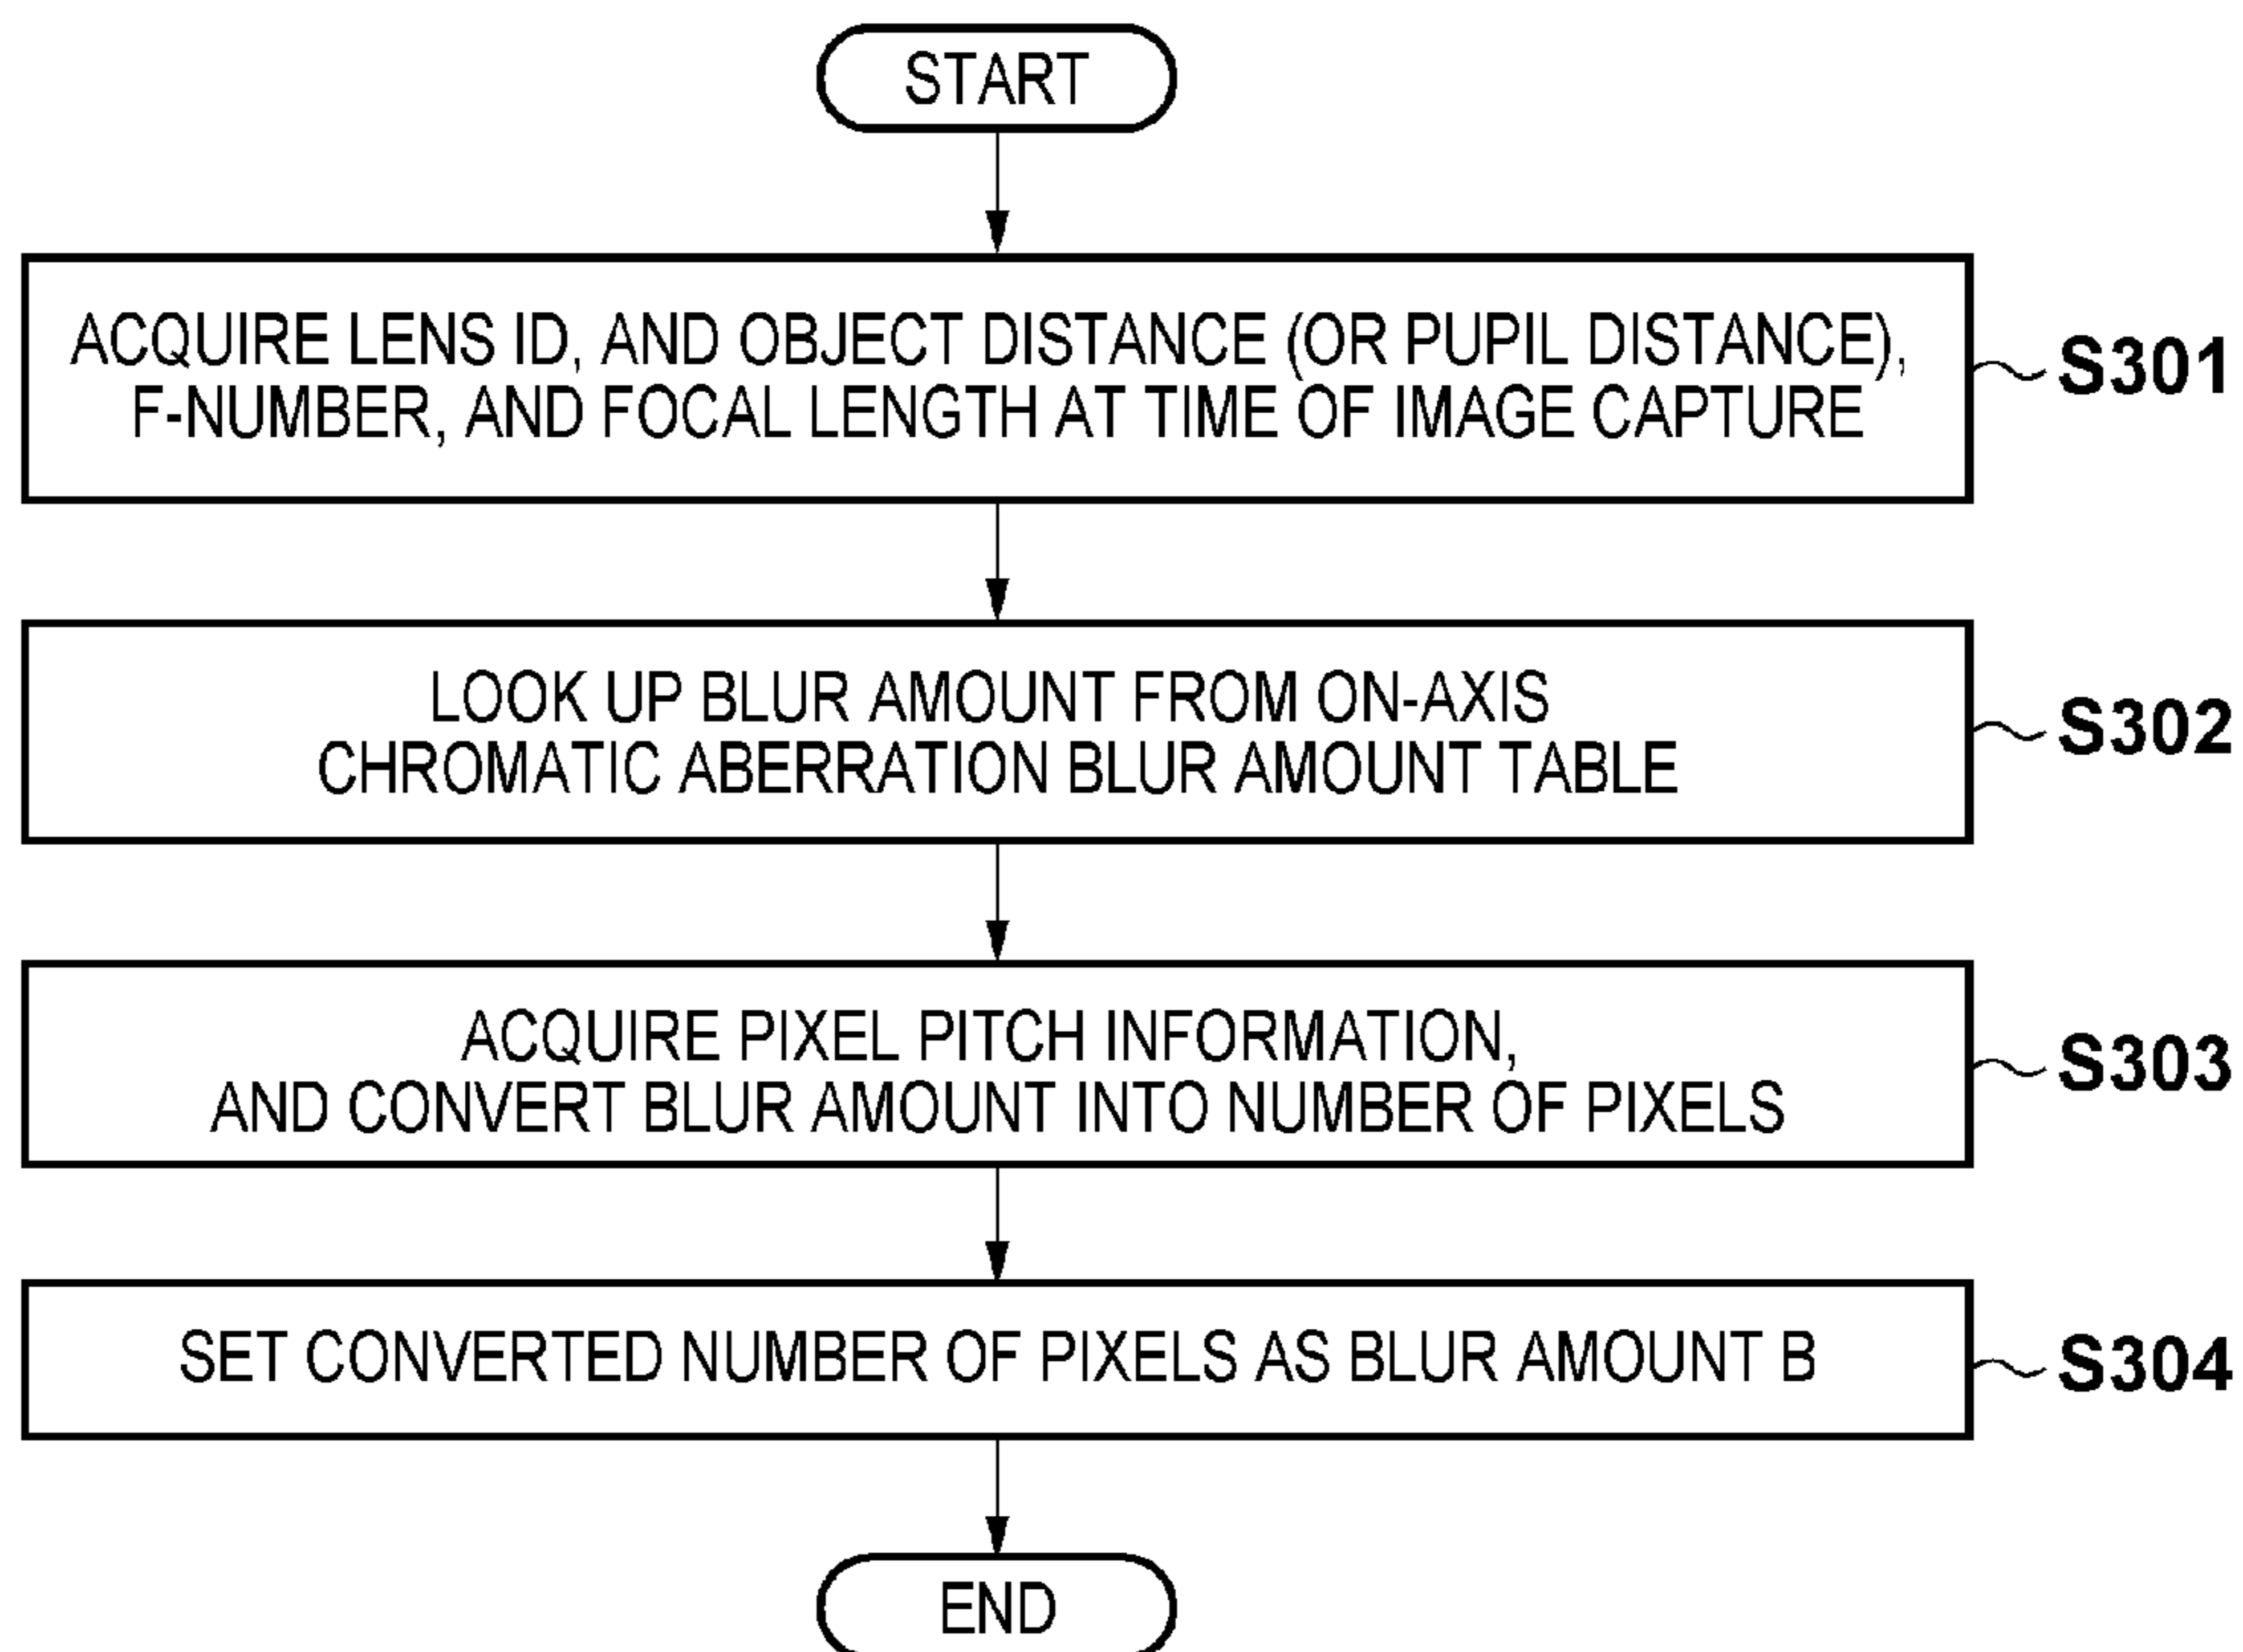 START
ACQUIRE LENS ID, AND OBJECT DISTANCE (OR PUPIL DISTANCE),
F-NUMBER, AND FOCAL LENGTH AT TIME OF IMAGE CAPTURE
S301
LOOK UP BLUR AMOUNT FROM ON-AXIS
CHROMATIC ABERRATION BLUR AMOUNT TABLE
S302
ACQUIRE PIXEL PITCH INFORMATION,
AND CONVERT BLUR AMOUNT INTO NUMBER OF PIXELS
S303
SET CONVERTED NUMBER OF PIXELS AS BLUR AMOUNT B
S304
END